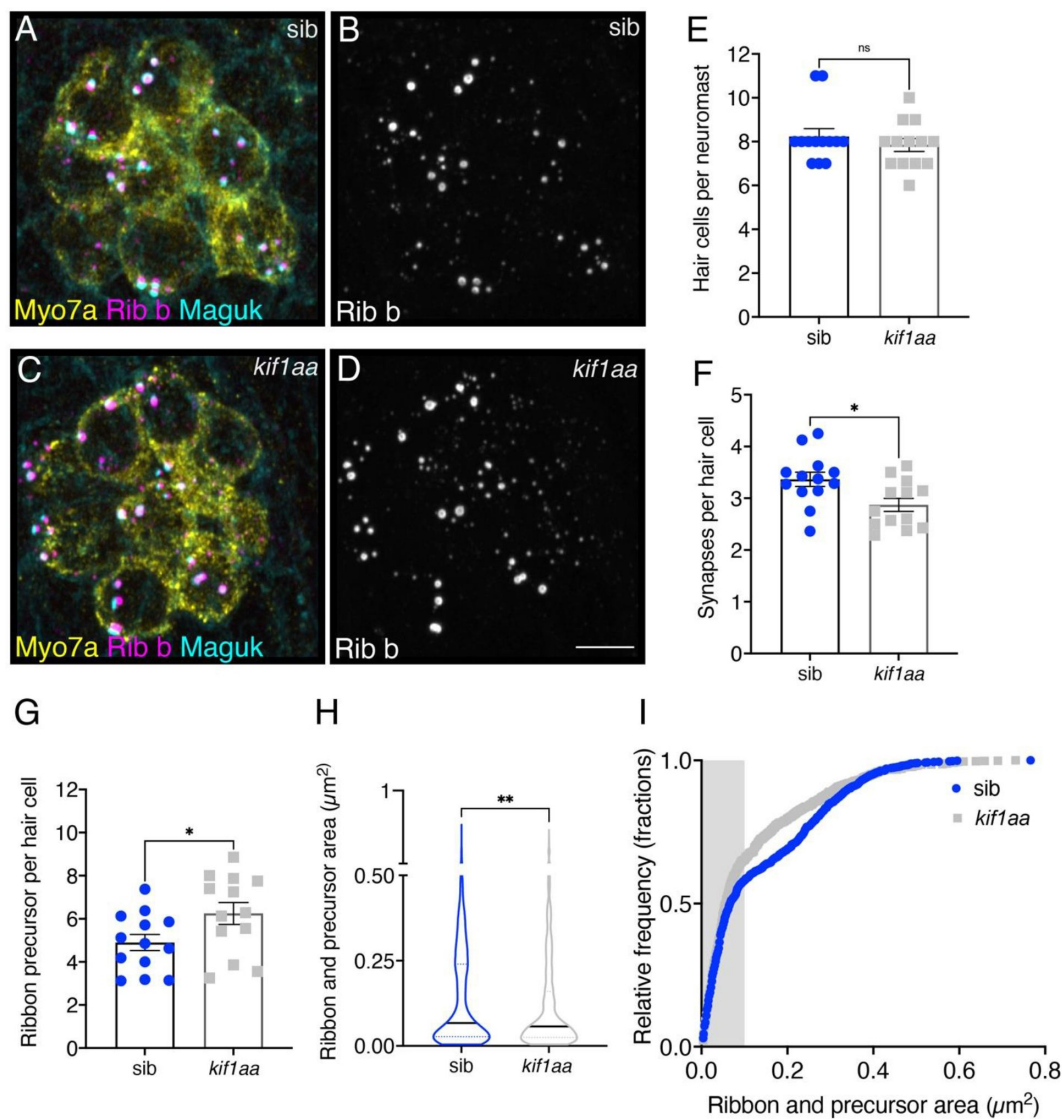 A
sib
Myo7a Rib b Maguk
B
sib
Rib b
C
kif1aa
Myo7a Rib b Maguk
D
kif1aa
Rib b
E
ns
Hair cells per neuromast
12
10
8
6
4
2
0
sib
kif1aa
F
*
Synapses per hair cell
5
4
3
2
1
0
sib
kif1aa
G
*
Ribbon precursor per hair cell
12
10
8
6
4
2
0
sib
kif1aa
H
**
Ribbon and precursor area (µm²)
1
0.50
0.25
0.00
sib
kif1aa
I
Relative frequency (fractions)
1.0
0.5
0.0
sib
kif1aa
0.0 0.2 0.4 0.6 0.8
Ribbon and precursor area (µm²)